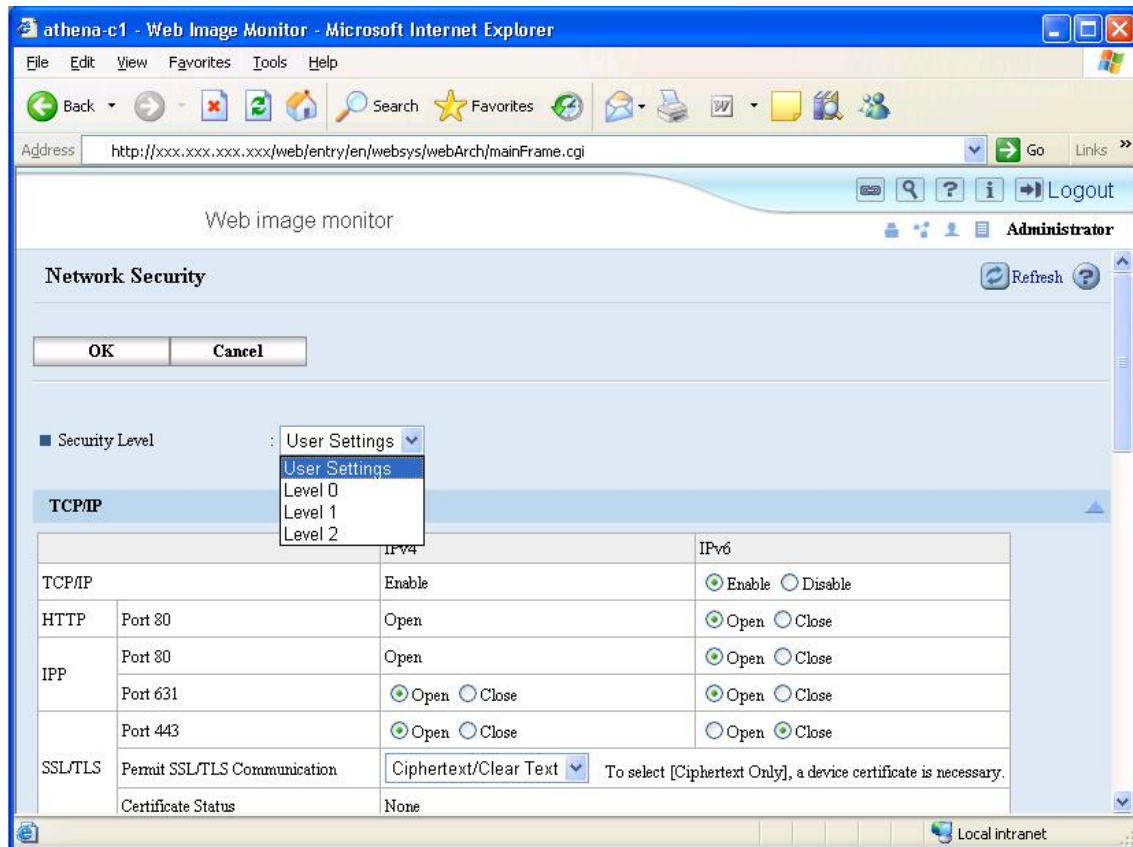 athena-c1 - Web Image Monitor - Microsoft Internet Explorer
File Edit View Favorites Tools Help
Back Search Favorites
Address http://xxx.xxx.xxx.xxx/web/entry/en/websys/webArch/mainFrame.cgi Go Links »
Logout
Web image monitor
Administrator
Network Security Refresh
OK Cancel
Security Level : User Settings
User Settings
Level 0
Level 1
Level 2
TCP/IP
IPv4 IPv6
TCP/IP Enable Enable Disable
HTTP Port 80 Open Open Close
IPP Port 80 Open Open Close
Port 631 Open Close Open Close
SSL/TLS Port 443 Open Close Open Close
Permit SSL/TLS Communication Ciphertext/Clear Text To select [Ciphertext Only], a device certificate is necessary.
Certificate Status None
Local intranet